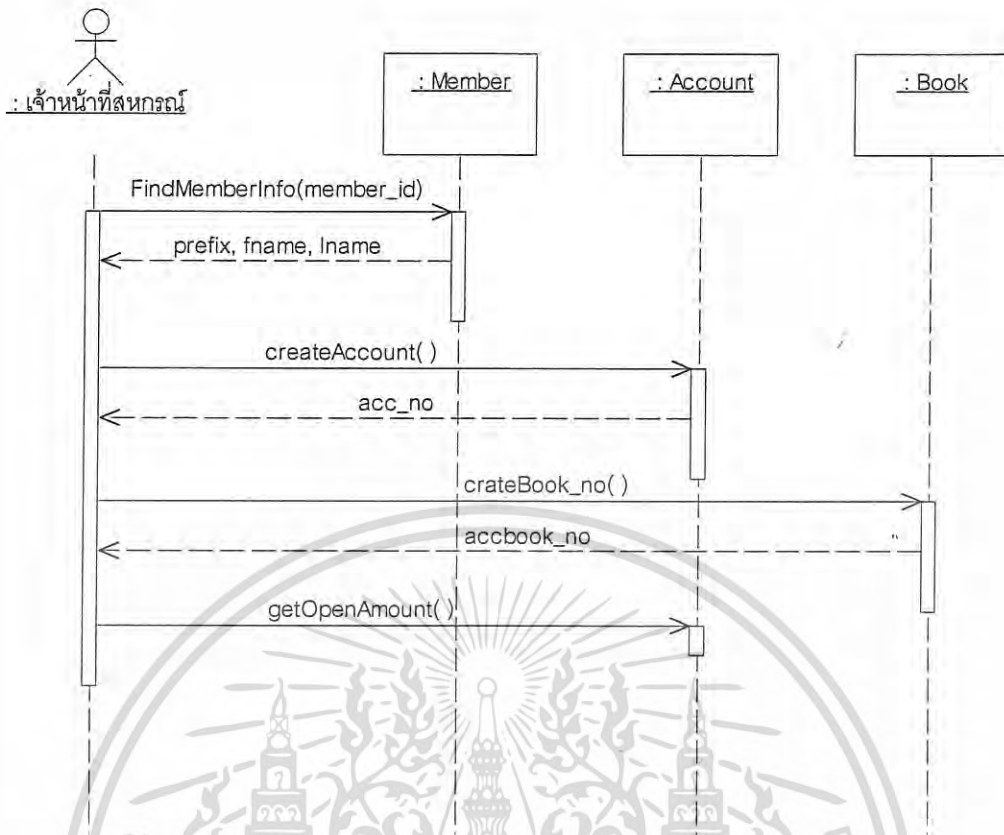 : เจ้าหน้าที่สหกรณ์
: Member
: Account
: Book
FindMemberInfo(member_id)
prefix, fname, lname
createAccount( )
acc_no
crateBook_no( )
accbook_no
getOpenAmount( )